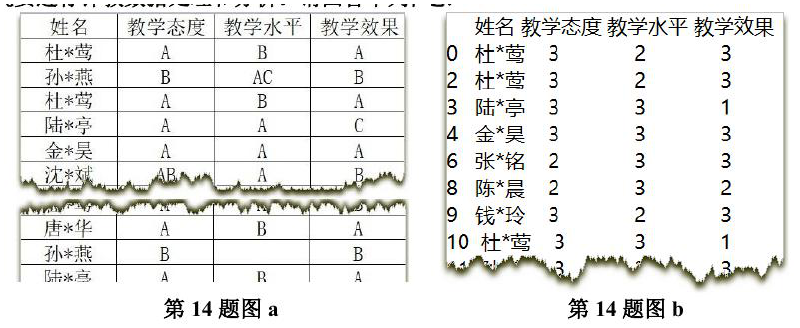 姓名 教学态度 教学水平 教学效果
杜*莺 A B A
孙*燕 B AC B
杜*莺 A B A
陆*亭 A A C
金*昊 A A A
沈*斌 AB A B
唐*华 A B A
孙*燕 B B
陆*亭 A B A
第 14 题图 a
姓名 教学态度 教学水平 教学效果
0 杜*莺 3 2 3
2 杜*莺 3 2 3
3 陆*亭 3 3 1
4 金*昊 3 3 3
6 张*铭 2 3 3
8 陈*晨 2 3 2
9 钱*玲 3 2 3
10 杜*莺 3 3 1
第 14 题图 b